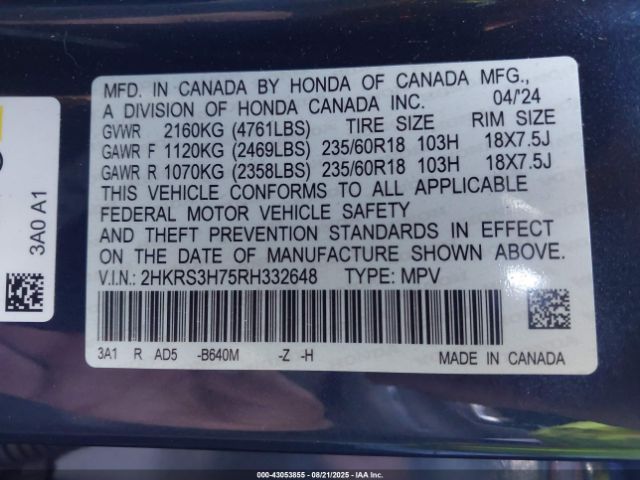 MFD. IN CANADA BY HONDA OF CANADA MFG.,
A DIVISION OF HONDA CANADA INC. 04/'24
GVWR 2160KG (4761LBS) TIRE SIZE RIM SIZE
GAWR F 1120KG (2469LBS) 235/60R18 103H 18X7.5J
GAWR R 1070KG (2358LBS) 235/60R18 103H 18X7.5J
THIS VEHICLE CONFORMS TO ALL APPLICABLE
FEDERAL MOTOR VEHICLE SAFETY
AND THEFT PREVENTION STANDARDS IN EFFECT
ON THE DATE OF MANUFACTURE SHOWN ABOVE.
V.I.N.: 2HKRS3H75RH332648 TYPE: MPV
3A1 R AD5 -B640M -Z -H MADE IN CANADA
3A0 A1
000-43053855 | 08/21/2025 | IAA Inc.